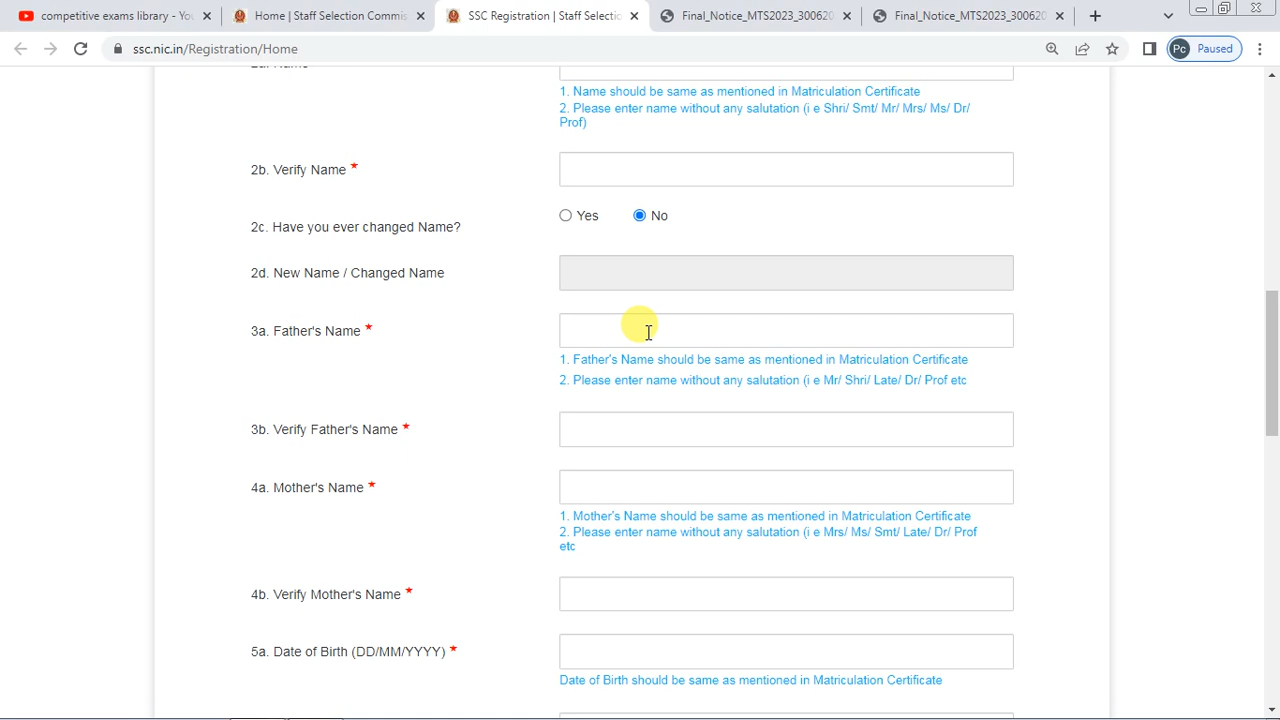 competitive exams library - You
Home | Staff Selection Commis
SSC Registration | Staff Selectio
Final_Notice_MTS2023_300620
Final_Notice_MTS2023_300620
ssc.nic.in/Registration/Home
Pc Paused
1. Name should be same as mentioned in Matriculation Certificate
2. Please enter name without any salutation (i e Shri/ Smt/ Mr/ Mrs/ Ms/ Dr/
Prof)
2b. Verify Name *
2c. Have you ever changed Name?
Yes No
2d. New Name / Changed Name
3a. Father's Name *
1. Father's Name should be same as mentioned in Matriculation Certificate
2. Please enter name without any salutation (i e Mr/ Shri/ Late/ Dr/ Prof etc
3b. Verify Father's Name *
4a. Mother's Name *
1. Mother's Name should be same as mentioned in Matriculation Certificate
2. Please enter name without any salutation (i e Mrs/ Ms/ Smt/ Late/ Dr/ Prof
etc
4b. Verify Mother's Name *
5a. Date of Birth (DD/MM/YYYY) *
Date of Birth should be same as mentioned in Matriculation Certificate